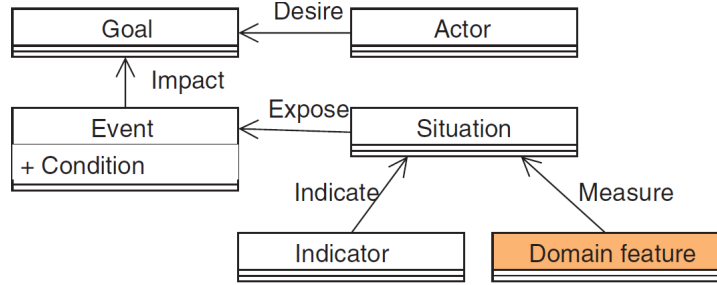 Desire
Goal
Actor
Impact
Event
Expose
Situation
+ Condition
Indicate
Measure
Indicator
Domain feature